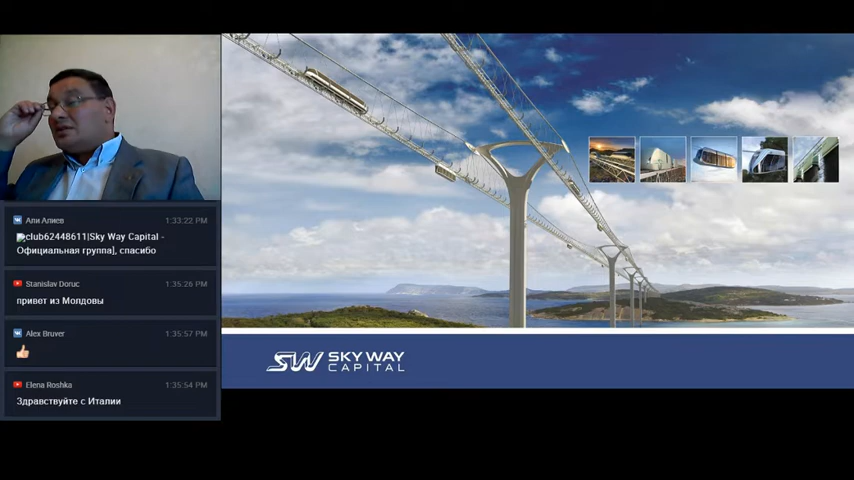 Али Алиев 1:33:22 PM
club62448611|Sky Way Capital -
Официальная группа], спасибо
Stanislav Doruc 1:35:26 PM
привет из Молдовы
Alex Bruver 1:35:57 PM
Elena Roshka 1:35:54 PM
Здравствуйте с Италии
SW SKY WAY
CAPITAL